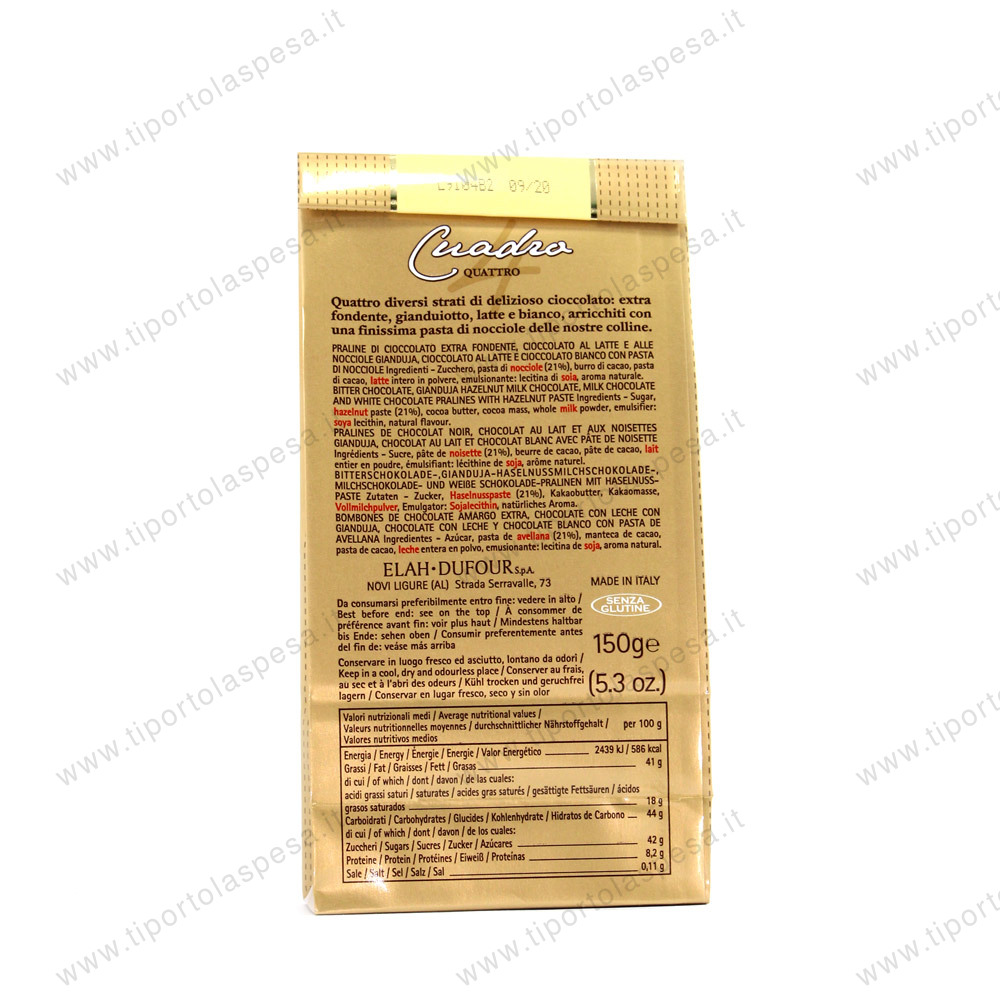 www.tiportolaspesa.it
09/20
Cuadro
4
QUATTRO
Quattro diversi strati di delizioso cioccolato: extra
fondente, gianduiotto, latte e bianco, arricchiti con
una finissima pasta di nocciole delle nostre colline.
PRALINE DI CIOCCOLATO EXTRA FONDENTE, CIOCCOLATO AL LATTE E ALLE
NOCCIOLE GIANDUJA, CIOCCOLATO AL LATTE E CIOCCOLATO BIANCO CON PASTA
DI NOCCIOLE Ingredienti - Zucchero, pasta di nocciole (21%), burro di cacao, pasta
di cacao, latte intero in polvere, emulsionante: lecitina di soia, aroma naturale.
BITTER CHOCOLATE, GIANDUJA HAZELNUT MILK CHOCOLATE, MILK CHOCOLATE
AND WHITE CHOCOLATE PRALINES WITH HAZELNUT PASTE Ingredients - Sugar,
hazelnut paste (21%), cocoa butter, cocoa mass, whole milk powder, emulsifier:
soya lecithin, natural flavour.
PRALINES DE CHOCOLAT NOIR, CHOCOLAT AU LAIT ET AUX NOISETTES
GIANDUJA, CHOCOLAT AU LAIT ET CHOCOLAT BLANC AVEC PÂTE DE NOISETTE
Ingrédients - Sucre, pâte de noisette (21%), beurre de cacao, pâte de cacao, lait
entier en poudre, émulsifiant: lécithine de soja, arôme naturel.
BITTERSCHOKOLADE-,GIANDUJA-HASELNUSSMILCHSCHOKOLADE-,
MILCHSCHOKOLADE- UND WEIßE SCHOKOLADE-PRALINEN MIT HASELNUSS-
PASTE Zutaten - Zucker, Haselnusspaste (21%), Kakaobutter, Kakaomasse,
Vollmilchpulver, Emulgator: Sojalecithin, natürliches Aroma.
BOMBONES DE CHOCOLATE AMARGO EXTRA, CHOCOLATE CON LECHE CON
GIANDUJA, CHOCOLATE CON LECHE Y CHOCOLATE BLANCO CON PASTA DE
AVELLANA Ingredientes - Azúcar, pasta de avellana (21%), manteca de cacao,
pasta de cacao, leche entera en polvo, emusionante: lecitina de soja, aroma natural.
ELAH•DUFOUR S.p.A.
NOVI LIGURE (AL) Strada Serravalle, 73
MADE IN ITALY
SENZA
GLUTINE
Da consumarsi preferibilmente entro fine: vedere in alto /
Best before end: see on the top / À consommer de
préférence avant fin: voir plus haut / Mindestens haltbar
bis Ende: sehen oben / Consumir preferentemente antes
del fin de: veáse más arriba
150g e
Conservare in luogo fresco ed asciutto, lontano da odori /
Keep in a cool, dry and odourless place / Conserver au frais,
au sec et à l'abri des odeurs / Kühl trocken und geruchfrei
lagern / Conservar en lugar fresco, seco y sin olor
(5.3 oz.)
Valori nutrizionali medi / Average nutritional values /
Valeurs nutritionnelles moyennes / durchschnittlicher Nährstoffgehalt /
Valores nutritivos medios
per 100 g
Energia / Energy / Énergie / Energie / Valor Energético 2439 kJ / 586 kcal
Grassi / Fat / Graisses / Fett / Grasas 41 g
di cui / of which / dont / davon / de las cuales:
acidi grassi saturi / saturates / acides gras saturés / gesättigte Fettsäuren / ácidos
grasos saturados 18 g
Carboidrati / Carbohydrates / Glucides / Kohlenhydrate / Hidratos de Carbono 44 g
di cui / of which / dont / davon / de los cuales:
Zuccheri / Sugars / Sucres / Zucker / Azúcares 42 g
Proteine / Protein / Protéines / Eiweiß / Proteínas 8,2 g
Sale / Salt / Sel / Salz / Sal 0,11 g